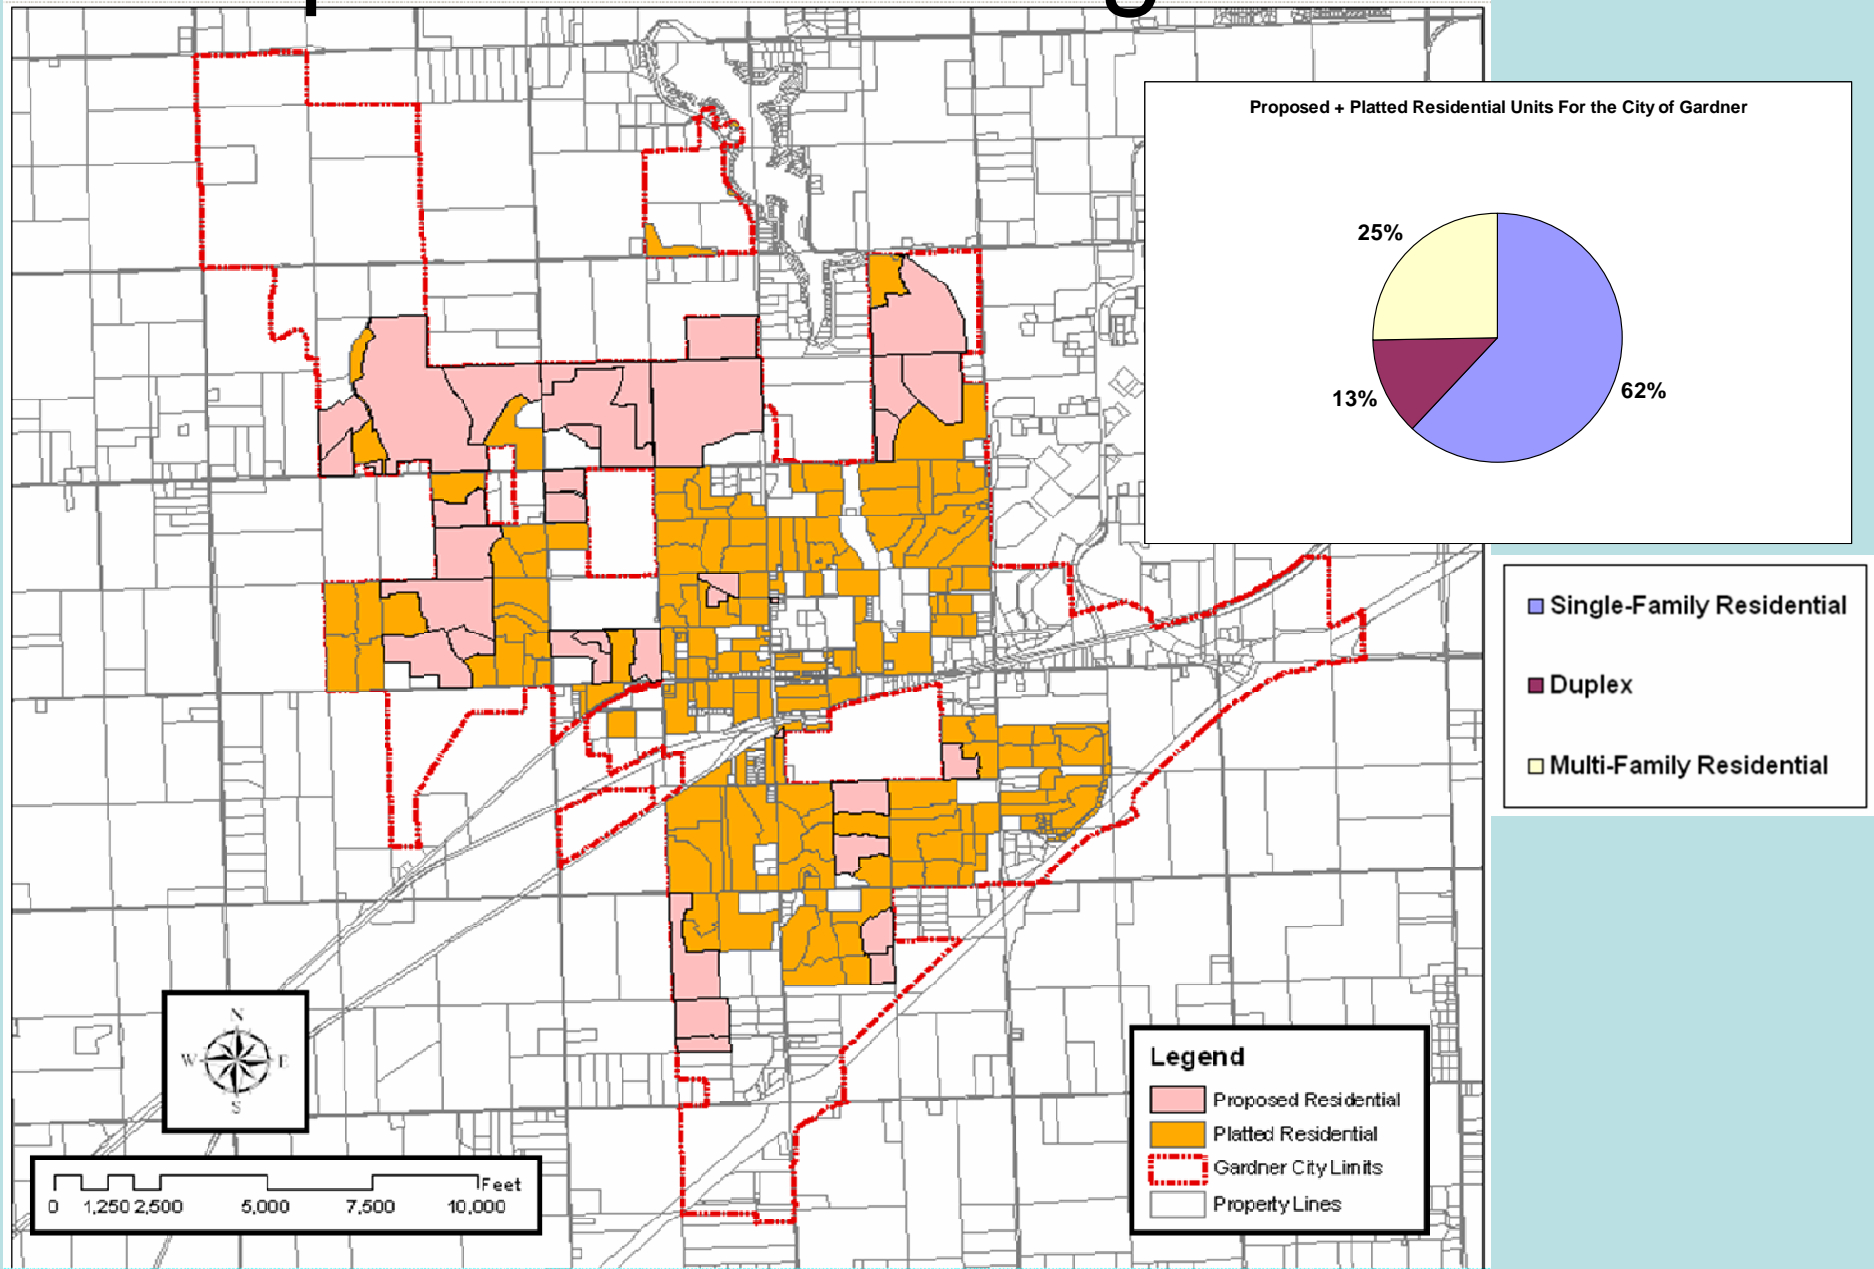 Proposed + Platted Residential Units For the City of Gardner
25%
13%
62%
Single-Family Residential
Duplex
Multi-Family Residential
N
W E
S
Feet
0 1,250 2,500 5,000 7,500 10,000
Legend
Proposed Residential
Platted Residential
Gardner City Limits
Property Lines